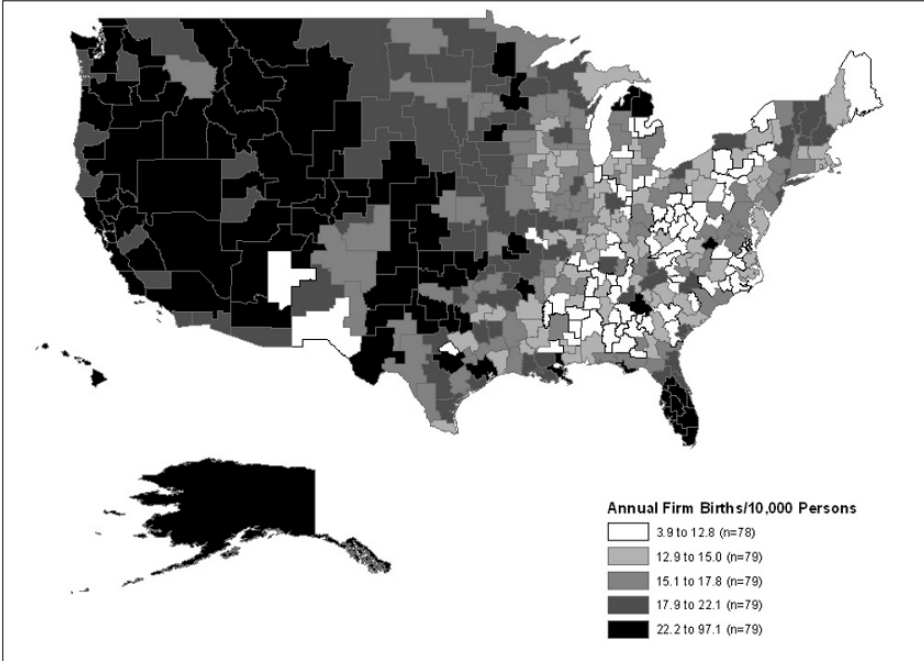 Annual Firm Births/10,000 Persons
3.9 to 12.8 (n=78)
12.9 to 15.0 (n=79)
15.1 to 17.8 (n=79)
17.9 to 22.1 (n=79)
22.2 to 97.1 (n=79)